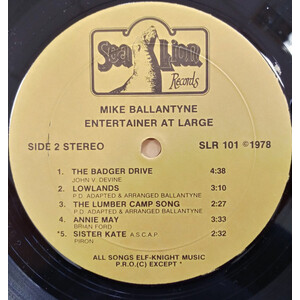 Sea Lion
Records
MIKE BALLANTYNE
ENTERTAINER AT LARGE
SIDE 2 STEREO
SLR 101 ©1978
1. THE BADGER DRIVE 4:38
JOHN V. DEVINE
2. LOWLANDS 3:10
P.D. ADAPTED & ARRANGED BALLANTYNE
3. THE LUMBER CAMP SONG 2:27
P.D. ADAPTED & ARRANGED BALLANTYNE
4. ANNIE MAY 3:33
BRIAN FORD
*5. SISTER KATE A.S.C.A.P 2:32
PIRON
ALL SONGS ELF-KNIGHT MUSIC
P.R.O.(C) EXCEPT *